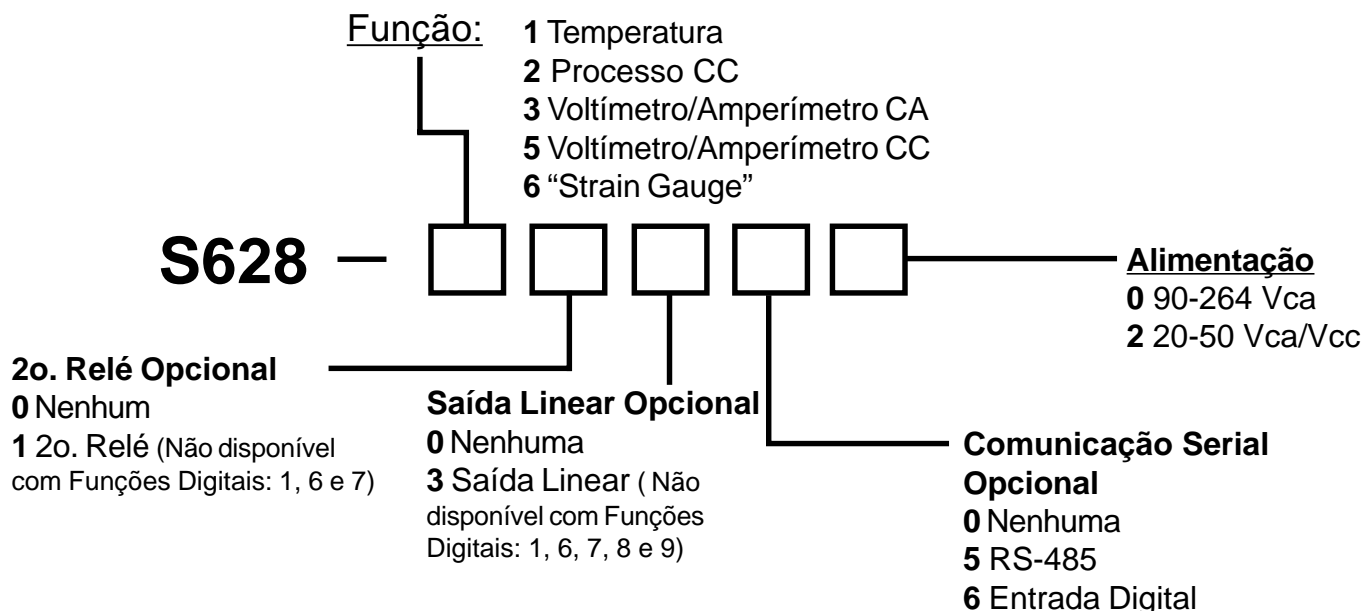 Função:
1 Temperatura
2 Processo CC
3 Voltímetro/Amperímetro CA
5 Voltímetro/Amperímetro CC
6 “Strain Gauge”
S628 –
Alimentação
0 90-264 Vca
2 20-50 Vca/Vcc
2o. Relé Opcional
0 Nenhum
1 2o. Relé (Não disponível
com Funções Digitais: 1, 6 e 7)
Saída Linear Opcional
0 Nenhuma
3 Saída Linear ( Não
disponível com Funções
Digitais: 1, 6, 7, 8 e 9)
Comunicação Serial
Opcional
0 Nenhuma
5 RS-485
6 Entrada Digital